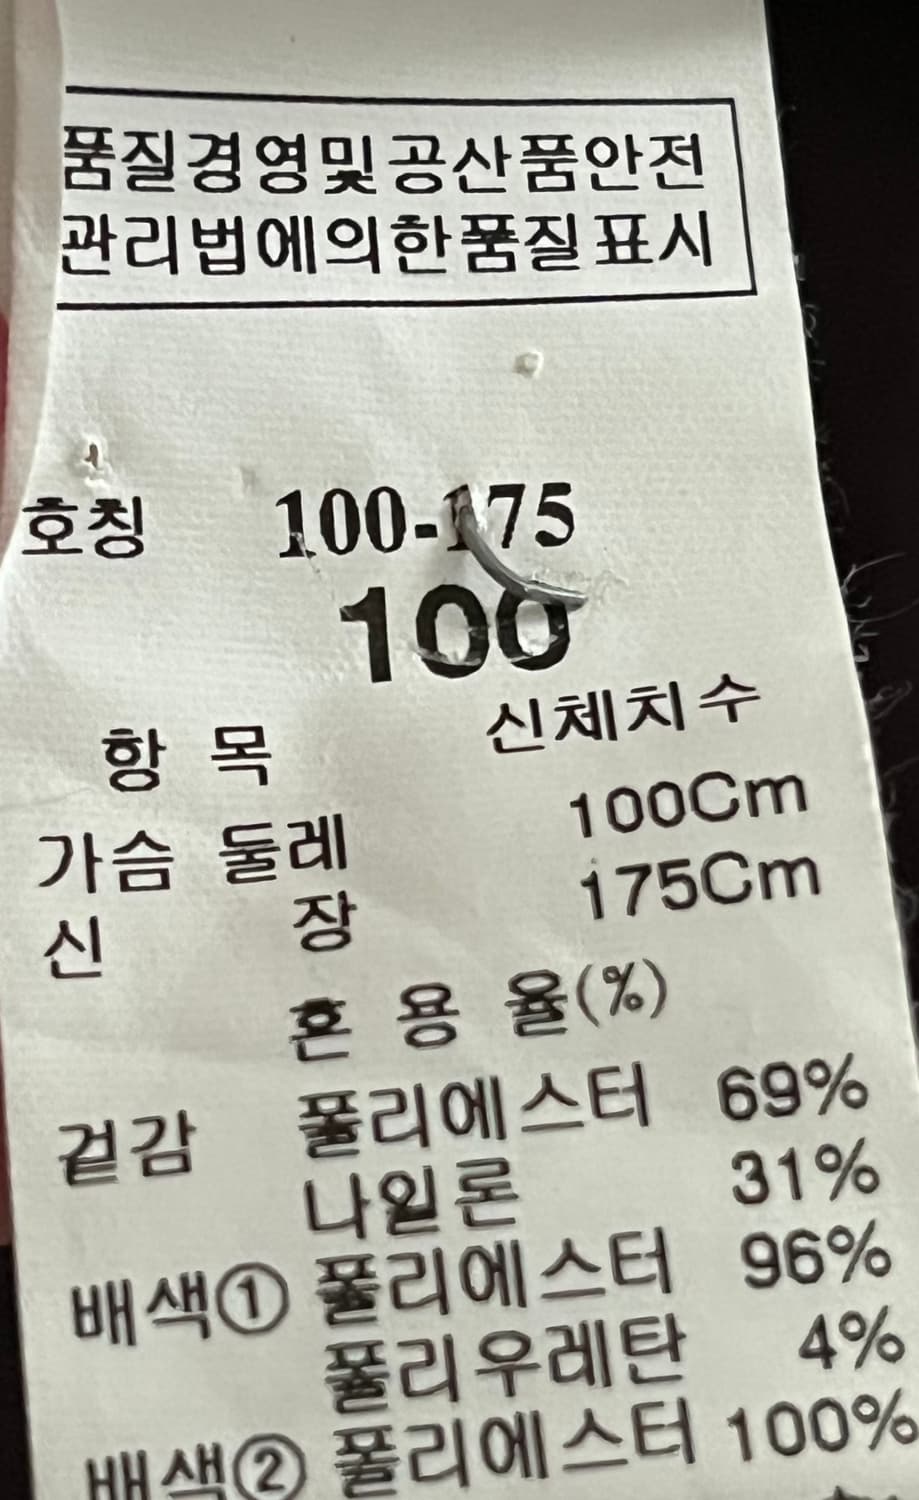 품질경영및공산품안전
관리법에의한품질표시
호칭 100-175
100
항 목 신체치수
가슴 둘레 100Cm
신 장 175Cm
혼 용 율(%)
겉감 폴리에스터 69%
나일론 31%
배색① 폴리에스터 96%
폴리우레탄 4%
배색② 폴리에스터 100%